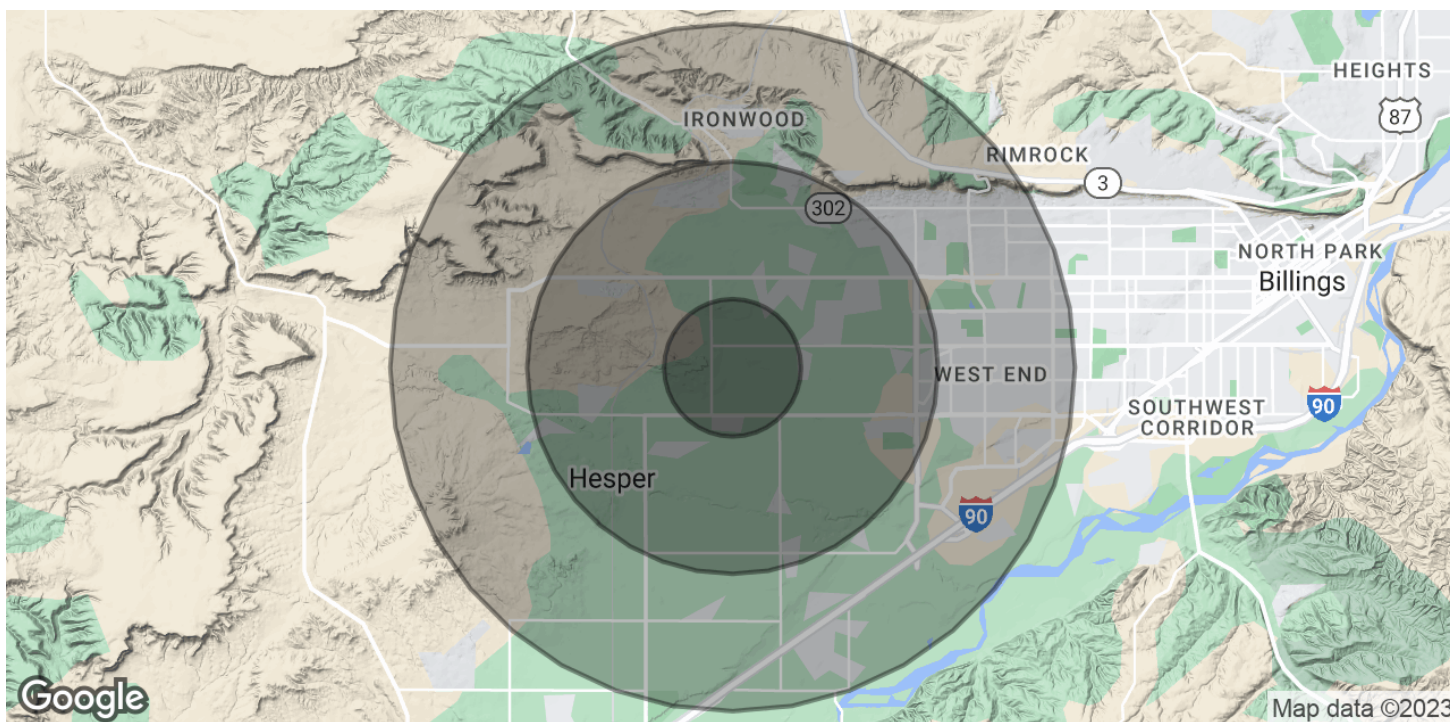 HEIGHTS
87
IRONWOOD
RIMROCK
3
302
NORTH PARK
Billings
WEST END
SOUTHWEST
CORRIDOR
90
Hesper
90
Google
Map data ©2023